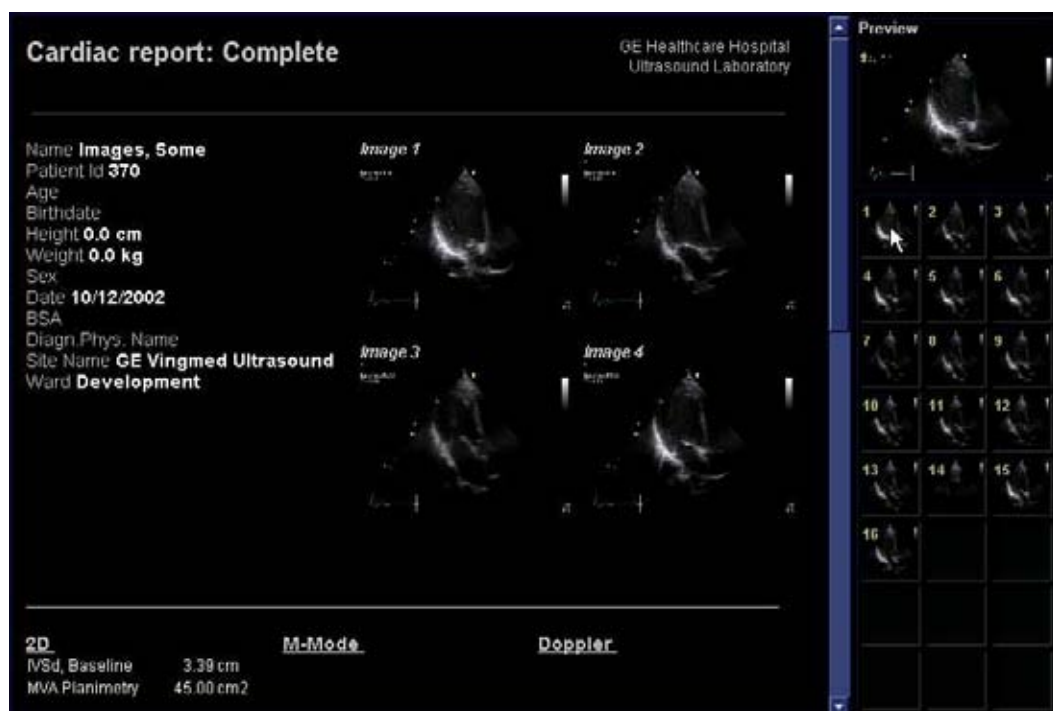 Cardiac report: Complete
GE Healthcare Hospital
Ultrasound Laboratory
Name Images, Some
Patient Id 370
Age
Birthdate
Height 0.0 cm
Weight 0.0 kg
Sex
Date 10/12/2002
BSA
Diagn.Phys. Name
Site Name GE Vingmed Ultrasound
Ward Development
Image 1
Image 2
Image 3
Image 4
2D
M-Mode
Doppler
IVSd, Baseline 3.39 cm
MVA Planimetry 45.00 cm2
Preview
1 2 3
4 5 6
7 8 9
10 11 12
13 14 15
16